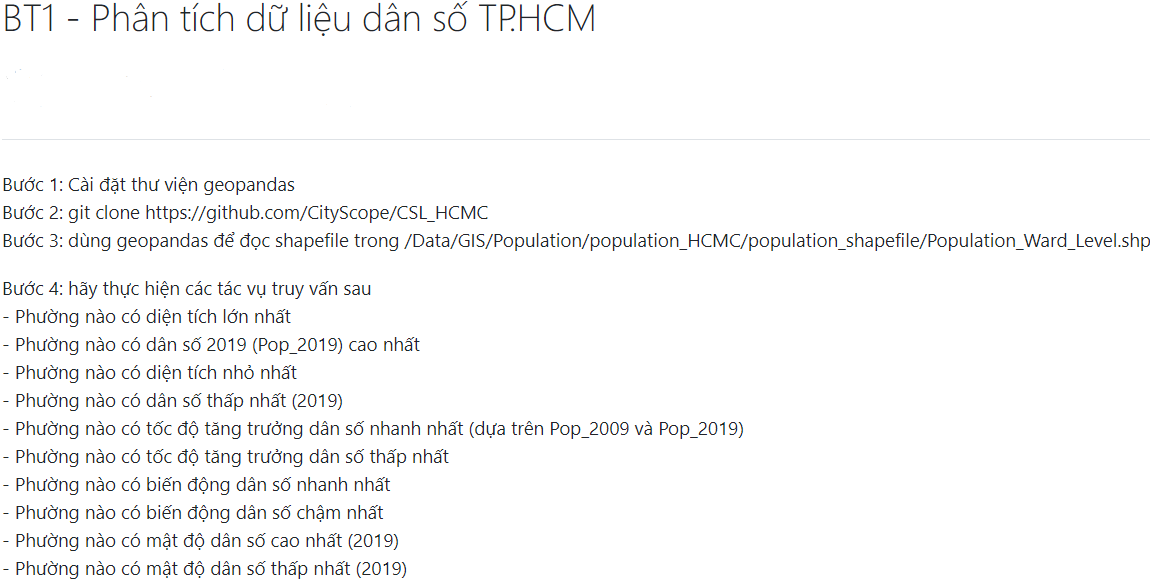 BT1 - Phân tích dữ liệu dân số TP.HCM
Bước 1: Cài đặt thư viện geopandas
Bước 2: git clone https://github.com/CityScope/CSL_HCMC
Bước 3: dùng geopandas để đọc shapefile trong /Data/GIS/Population/population_HCMC/population_shapefile/Population_Ward_Level.shp
Bước 4: hãy thực hiện các tác vụ truy vấn sau
- Phường nào có diện tích lớn nhất
- Phường nào có dân số 2019 (Pop_2019) cao nhất
- Phường nào có diện tích nhỏ nhất
- Phường nào có dân số thấp nhất (2019)
- Phường nào có tốc độ tăng trưởng dân số nhanh nhất (dựa trên Pop_2009 và Pop_2019)
- Phường nào có tốc độ tăng trưởng dân số thấp nhất
- Phường nào có biến động dân số nhanh nhất
- Phường nào có biến động dân số chậm nhất
- Phường nào có mật độ dân số cao nhất (2019)
- Phường nào có mật độ dân số thấp nhất (2019)